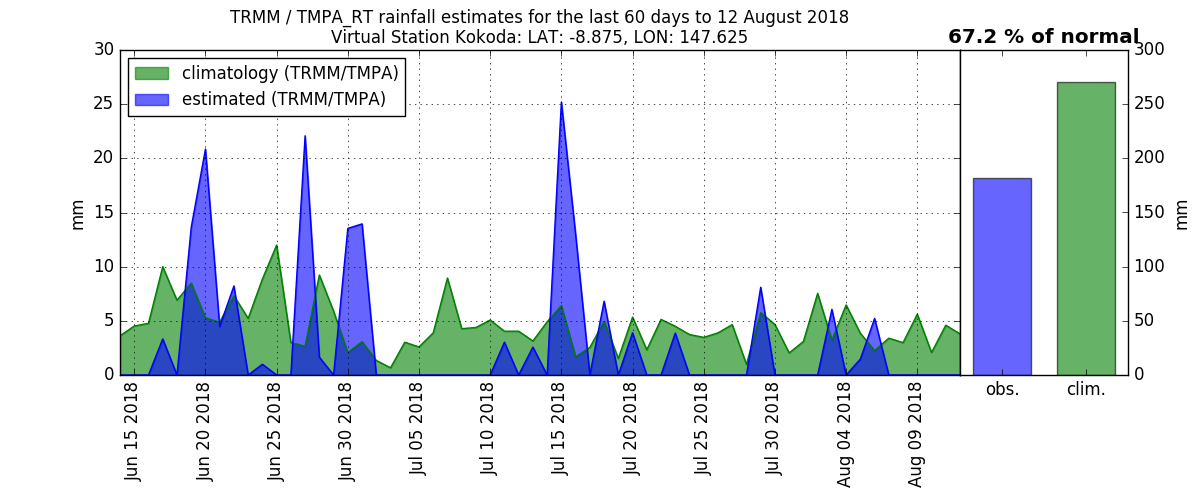 TRMM / TMPA_RT rainfall estimates for the last 60 days to 12 August 2018
Virtual Station Kokoda: LAT: -8.875, LON: 147.625
67.2 % of normal
climatology (TRMM/TMPA)
estimated (TRMM/TMPA)
mm
30
25
20
15
10
5
0
Jun 15 2018
Jun 20 2018
Jun 25 2018
Jun 30 2018
Jul 05 2018
Jul 10 2018
Jul 15 2018
Jul 20 2018
Jul 25 2018
Jul 30 2018
Aug 04 2018
Aug 09 2018
300
250
200
150
100
50
0
mm
obs.
clim.